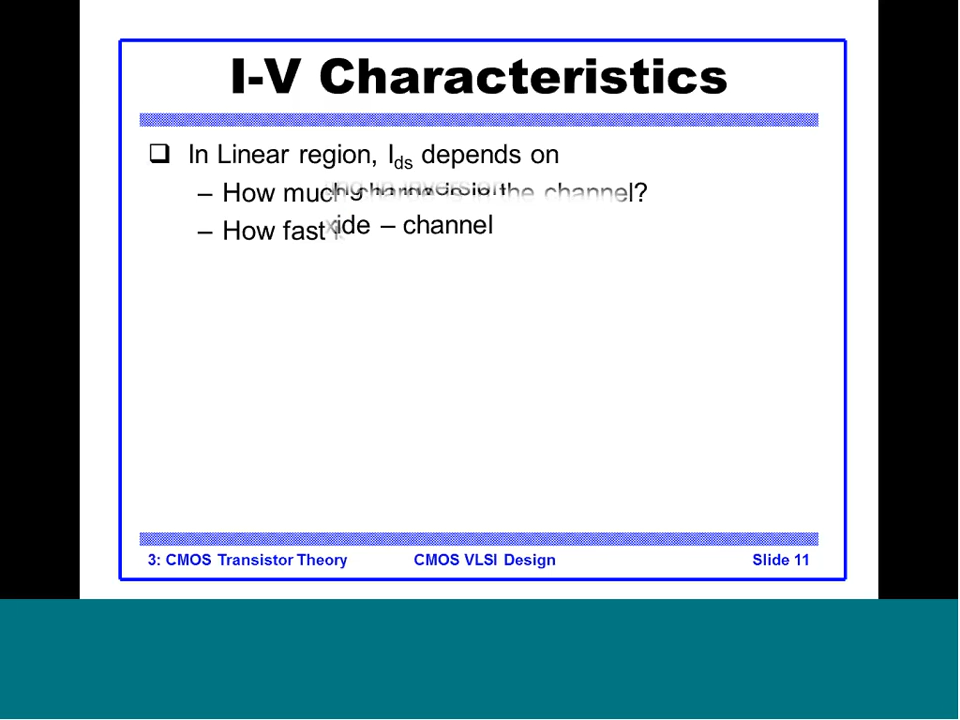 I-V Characteristics
❑ In Linear region, Ids depends on
– How much the channel?
– How fast ide – channel
3: CMOS Transistor Theory CMOS VLSI Design Slide 11